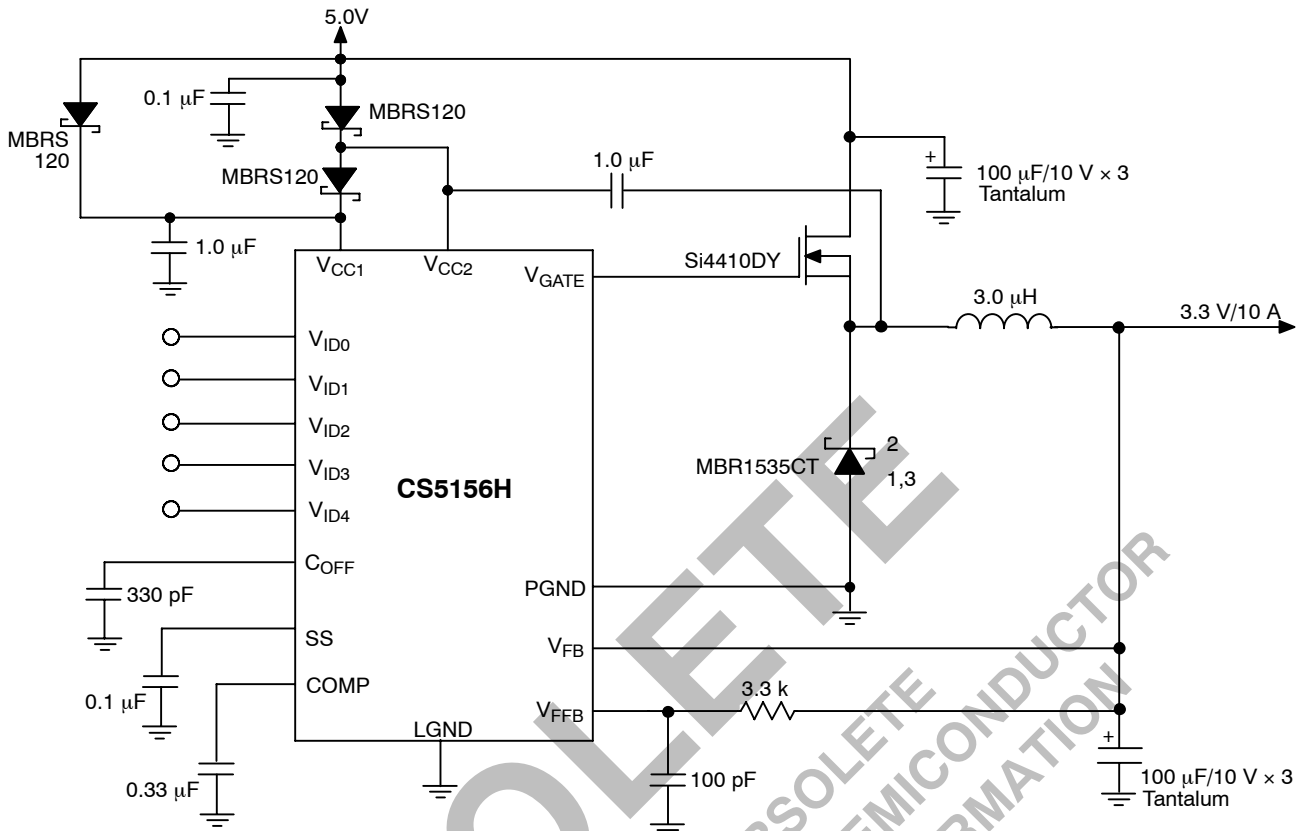 5.0V
0.1 μF
MBRS120
MBRS
120
MBRS120
1.0 μF
100 μF/10 V × 3
Tantalum
+
1.0 μF
VCC1
VCC2
VGATE
Si4410DY
3.0 μH
3.3 V/10 A
VID0
VID1
VID2
VID3
VID4
CS5156H
MBR1535CT
2
1,3
COFF
330 pF
PGND
SS
VFB
0.1 μF
COMP
3.3 k
VFFB
LGND
0.33 μF
100 pF
+
100 μF/10 V × 3
Tantalum
OLETE
OBSOLETE
EMICONDUCTOR
RMATION